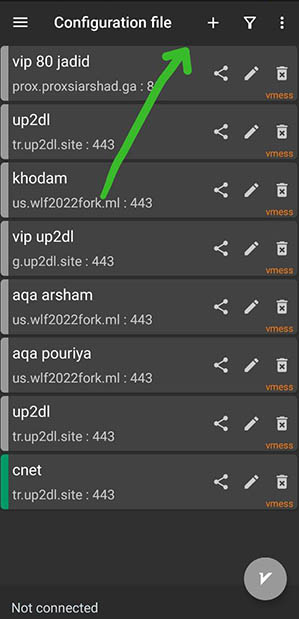 Configuration file
vip 80 jadid
prox.proxsiarshad.ga : 8
vmess
up2dl
tr.up2dl.site : 443
vmess
khodam
us.wlf2022fork.ml : 443
vmess
vip up2dl
g.up2dl.site : 443
vmess
aqa arsham
us.wlf2022fork.ml : 443
vmess
aqa pouriya
us.wlf2022fork.ml : 443
vmess
up2dl
tr.up2dl.site : 443
vmess
cnet
tr.up2dl.site : 443
vmess
Not connected